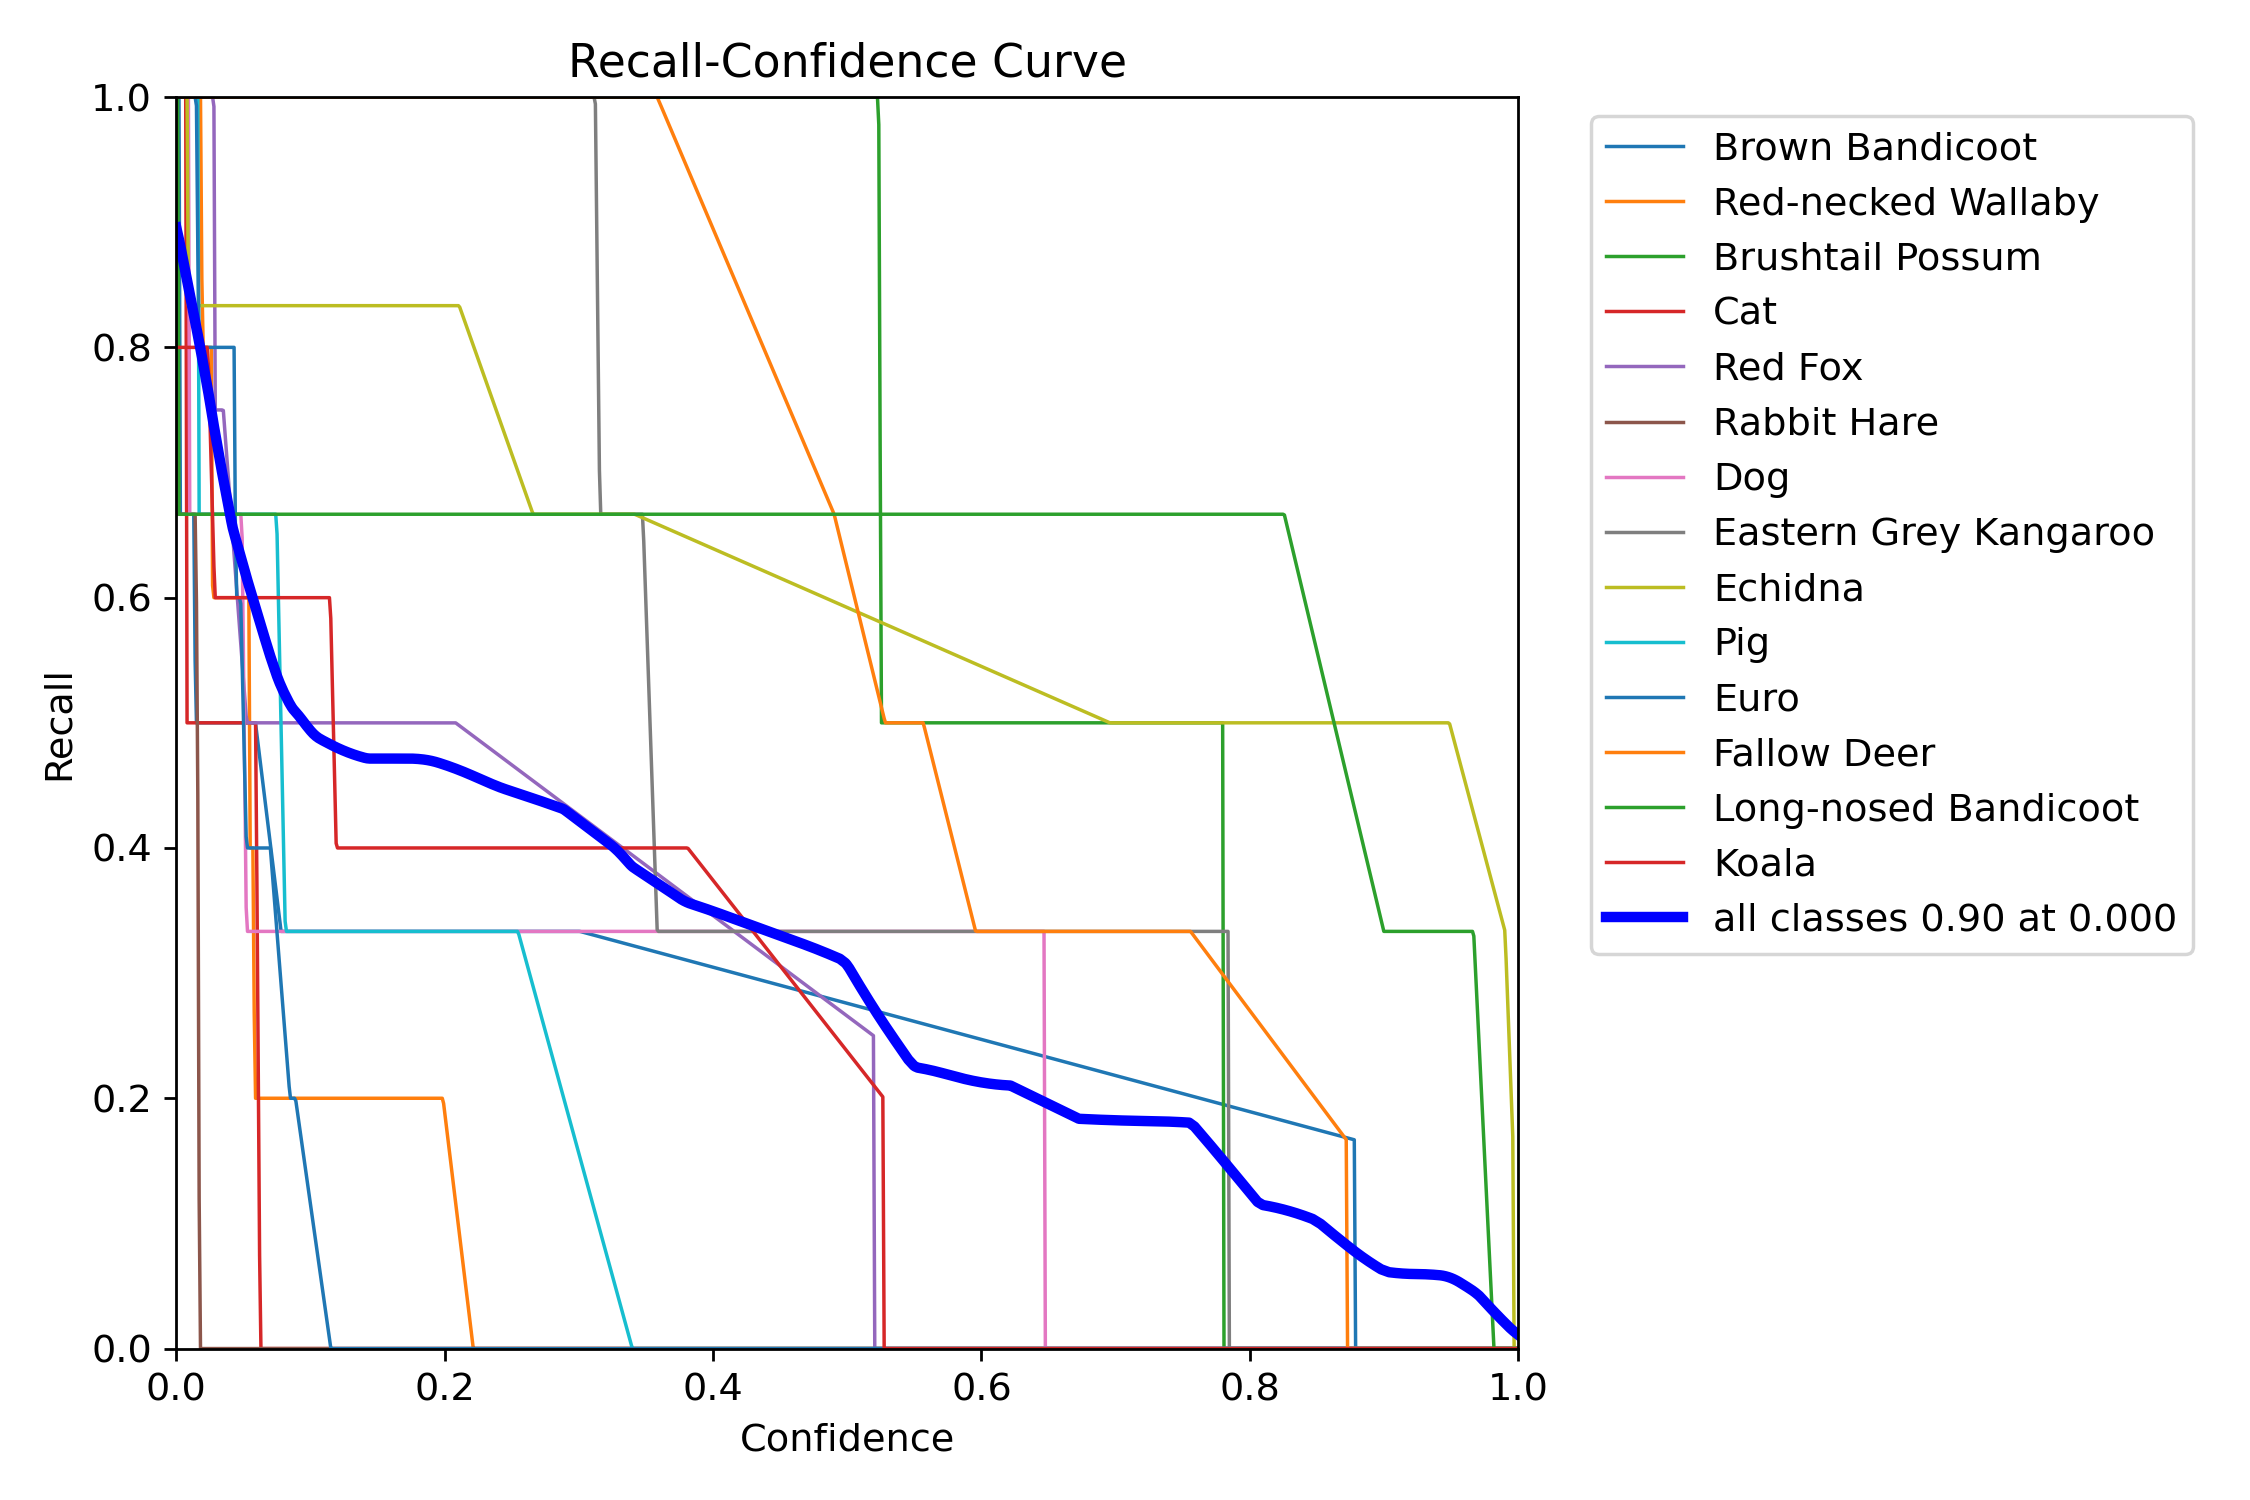 Recall-Confidence Curve
1.0
0.8
0.6
0.4
0.2
0.0
Recall
0.0 0.2 0.4 0.6 0.8 1.0
Confidence
Brown Bandicoot
Red-necked Wallaby
Brushtail Possum
Cat
Red Fox
Rabbit Hare
Dog
Eastern Grey Kangaroo
Echidna
Pig
Euro
Fallow Deer
Long-nosed Bandicoot
Koala
all classes 0.90 at 0.000